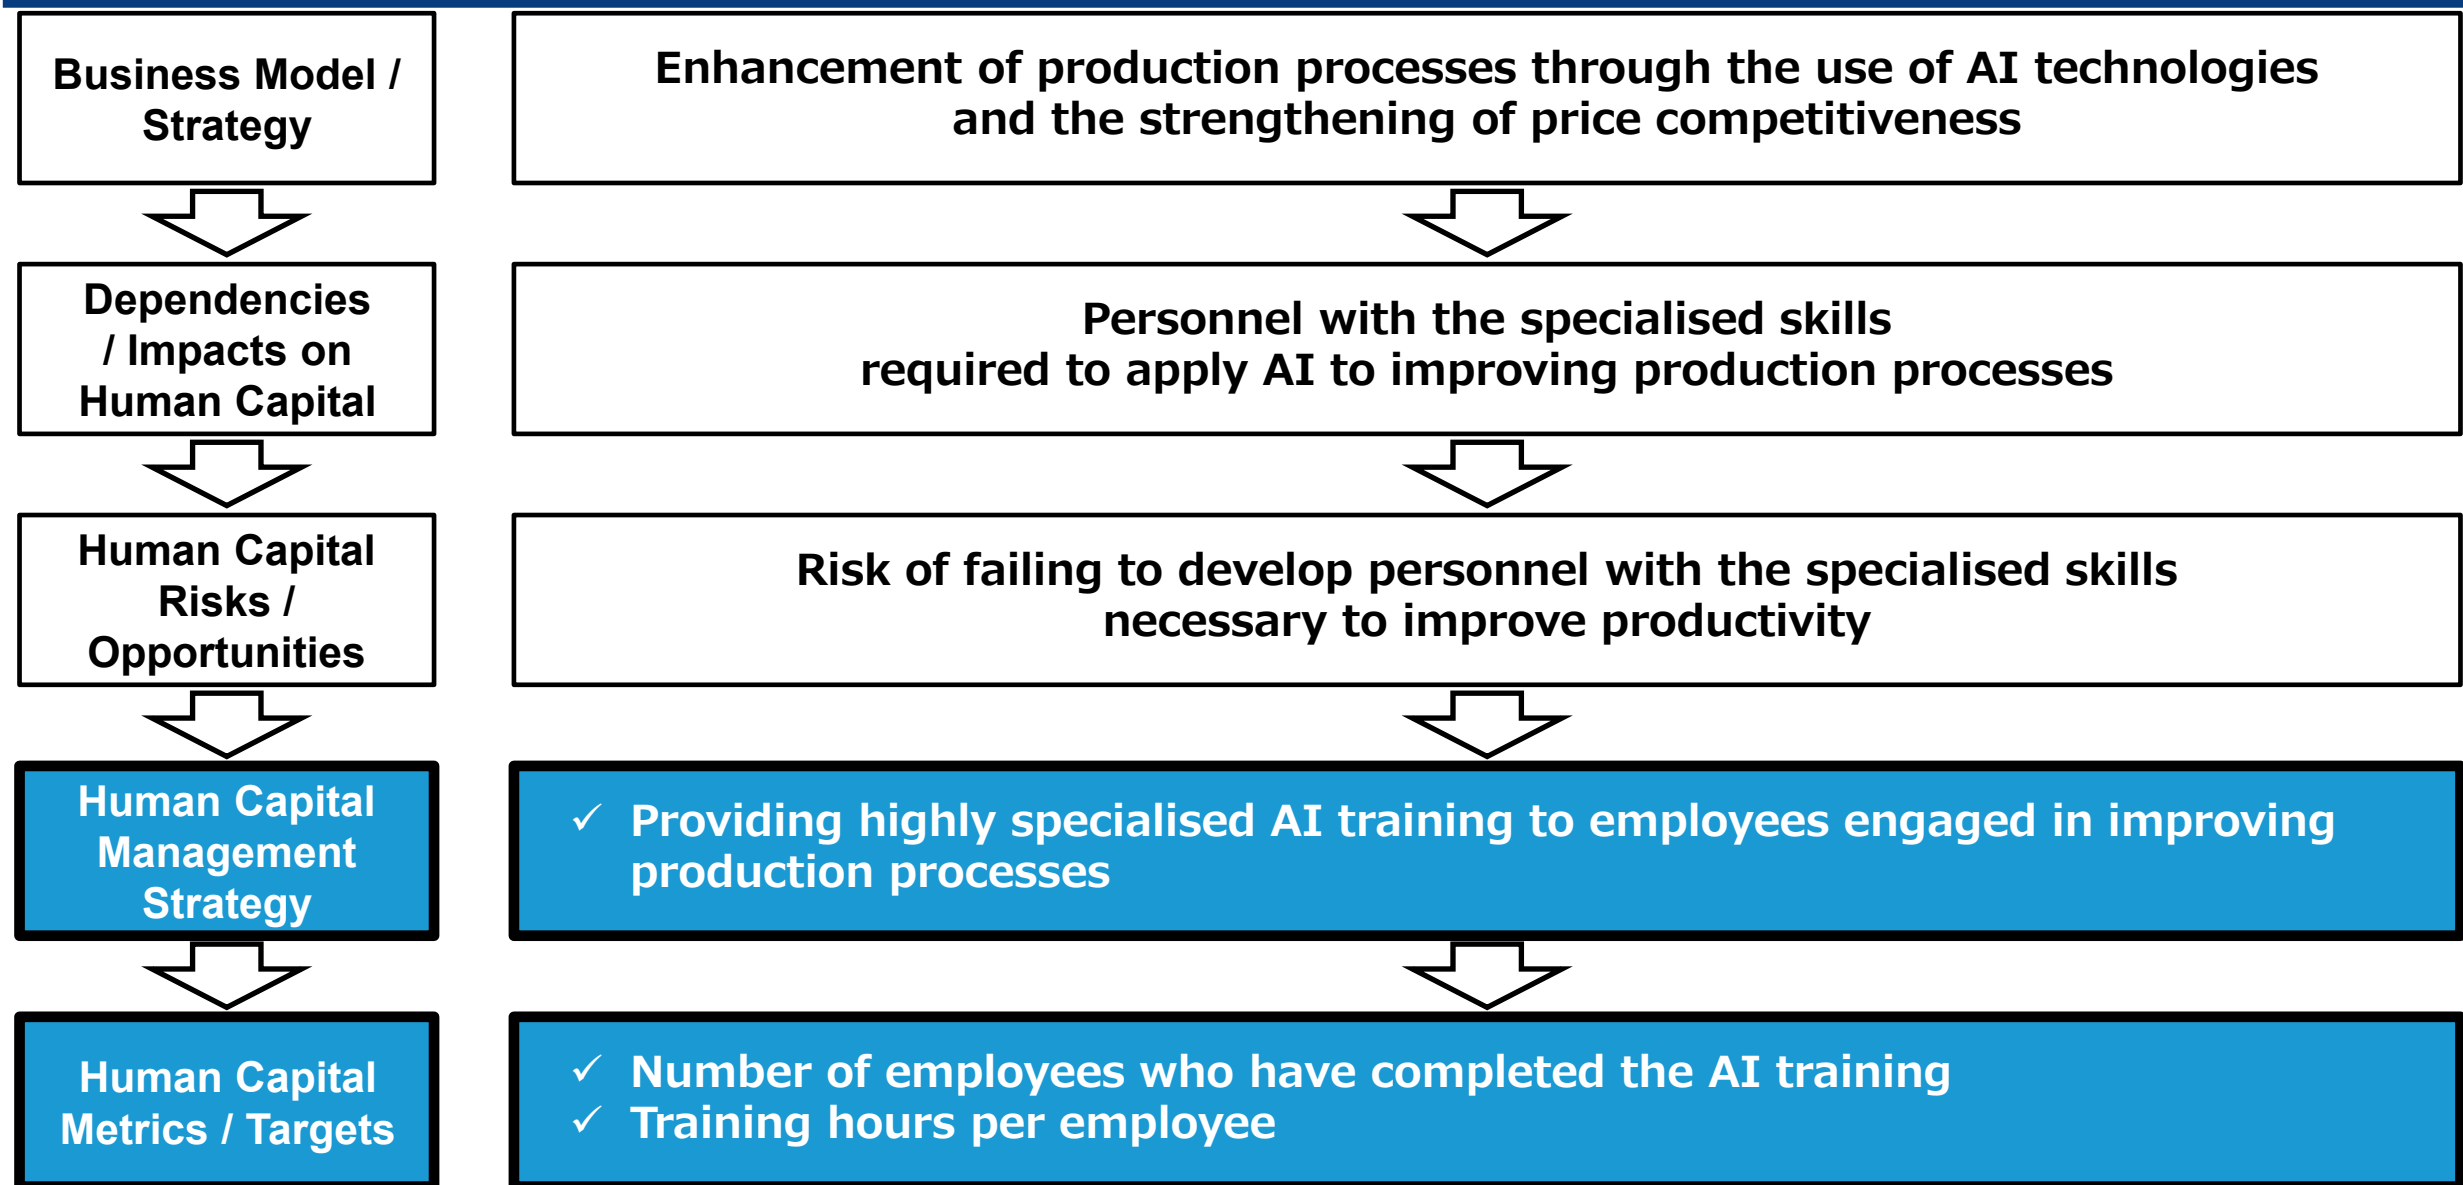 Business Model /
Strategy
Enhancement of production processes through the use of AI technologies
and the strengthening of price competitiveness
Dependencies
/ Impacts on
Human Capital
Personnel with the specialised skills
required to apply AI to improving production processes
Human Capital
Risks /
Opportunities
Risk of failing to develop personnel with the specialised skills
necessary to improve productivity
Human Capital
Management
Strategy
✓ Providing highly specialised AI training to employees engaged in improving
production processes
Human Capital
Metrics / Targets
✓ Number of employees who have completed the AI training
✓ Training hours per employee